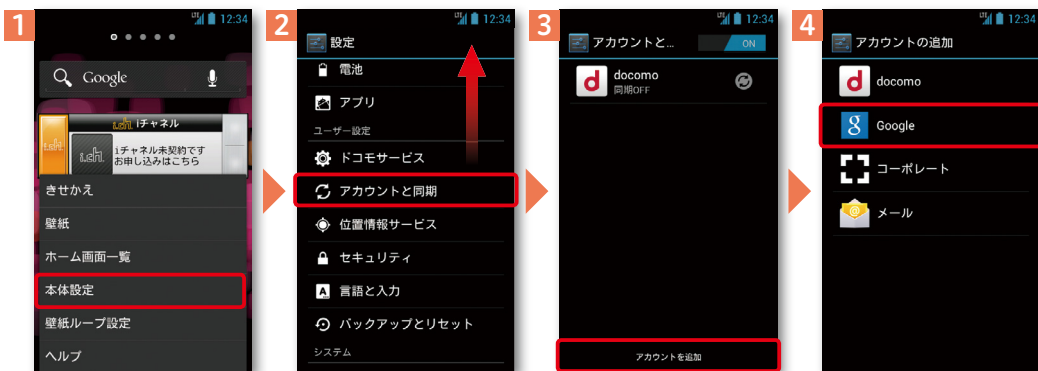 1
12:34
Google
i.ch. iチャネル
i.ch.
i.ch.
iチャネル未契約です
お申し込みはこちら
きせかえ
壁紙
ホーム画面一覧
本体設定
壁紙ループ設定
ヘルプ
2
LTE 12:34
設定
電池
アプリ
ユーザー設定
ドコモサービス
アカウントと同期
位置情報サービス
セキュリティ
A 言語と入力
バックアップとリセット
システム
3
LTE 12:34
アカウントと... ON
d docomo
同期OFF
アカウントを追加
4
LTE 12:34
アカウントの追加
d docomo
g Google
コーポレート
@ メール